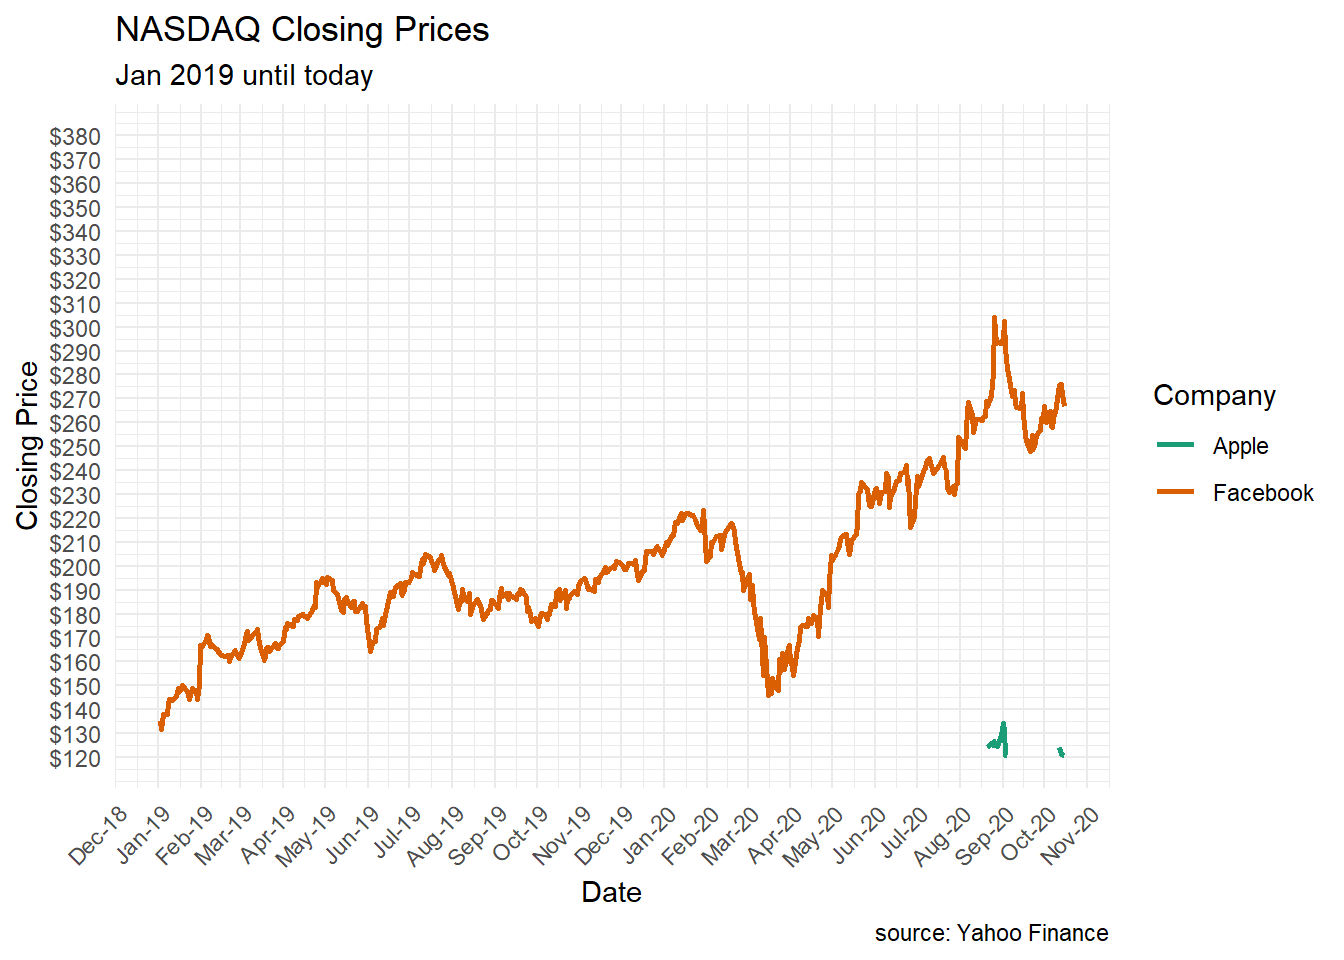 NASDAQ Closing Prices
Jan 2019 until today
$380
$370
$360
$350
$340
$330
$320
$310
$300
$290
$280
$270
$260
$250
$240
$230
$220
$210
$200
$190
$180
$170
$160
$150
$140
$130
$120
Closing Price
Company
Apple
Facebook
Dec-18
Jan-19
Feb-19
Mar-19
Apr-19
May-19
Jun-19
Jul-19
Aug-19
Sep-19
Oct-19
Nov-19
Dec-19
Jan-20
Feb-20
Mar-20
Apr-20
May-20
Jun-20
Jul-20
Aug-20
Sep-20
Oct-20
Nov-20
Date
source: Yahoo Finance